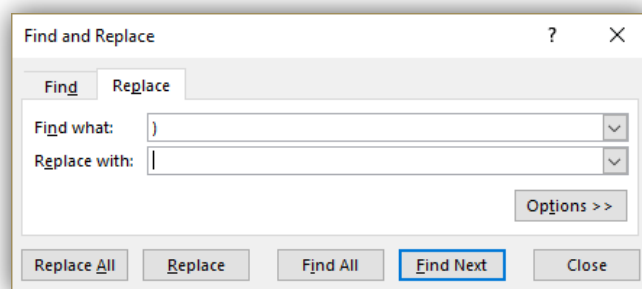 Find and Replace ?
Find Replace
Find what: )
Replace with:
Options >>
Replace All Replace Find All Find Next Close